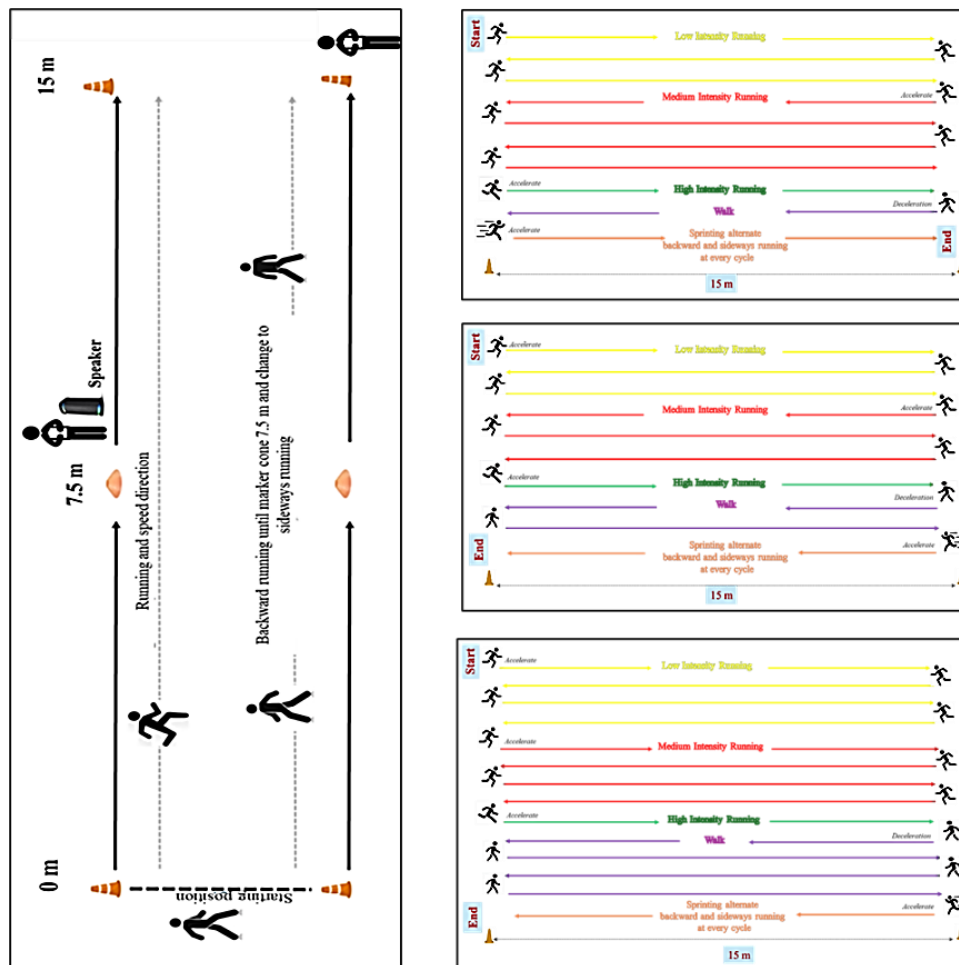 15 m
Speaker
7.5 m
Running and speed direction
Backward running until marker cone 7.5 m and change to
sideways running
0 m
Starting position
Start
Low Intensity Running
Medium Intensity Running
Accelerate
Accelerate
High Intensity Running
Walk
Deceleration
Accelerate
Sprinting alternate
backward and sideways running
at every cycle
End
15 m
Start
Accelerate
Low Intensity Running
Medium Intensity Running
Accelerate
Accelerate
High Intensity Running
Walk
Deceleration
End
Sprinting alternate
backward and sideways running
at every cycle
Accelerate
15 m
Start
Accelerate
Low Intensity Running
Accelerate
Medium Intensity Running
Accelerate
High Intensity Running
Walk
Deceleration
End
Sprinting alternate
backward and sideways running
at every cycle
Accelerate
15 m